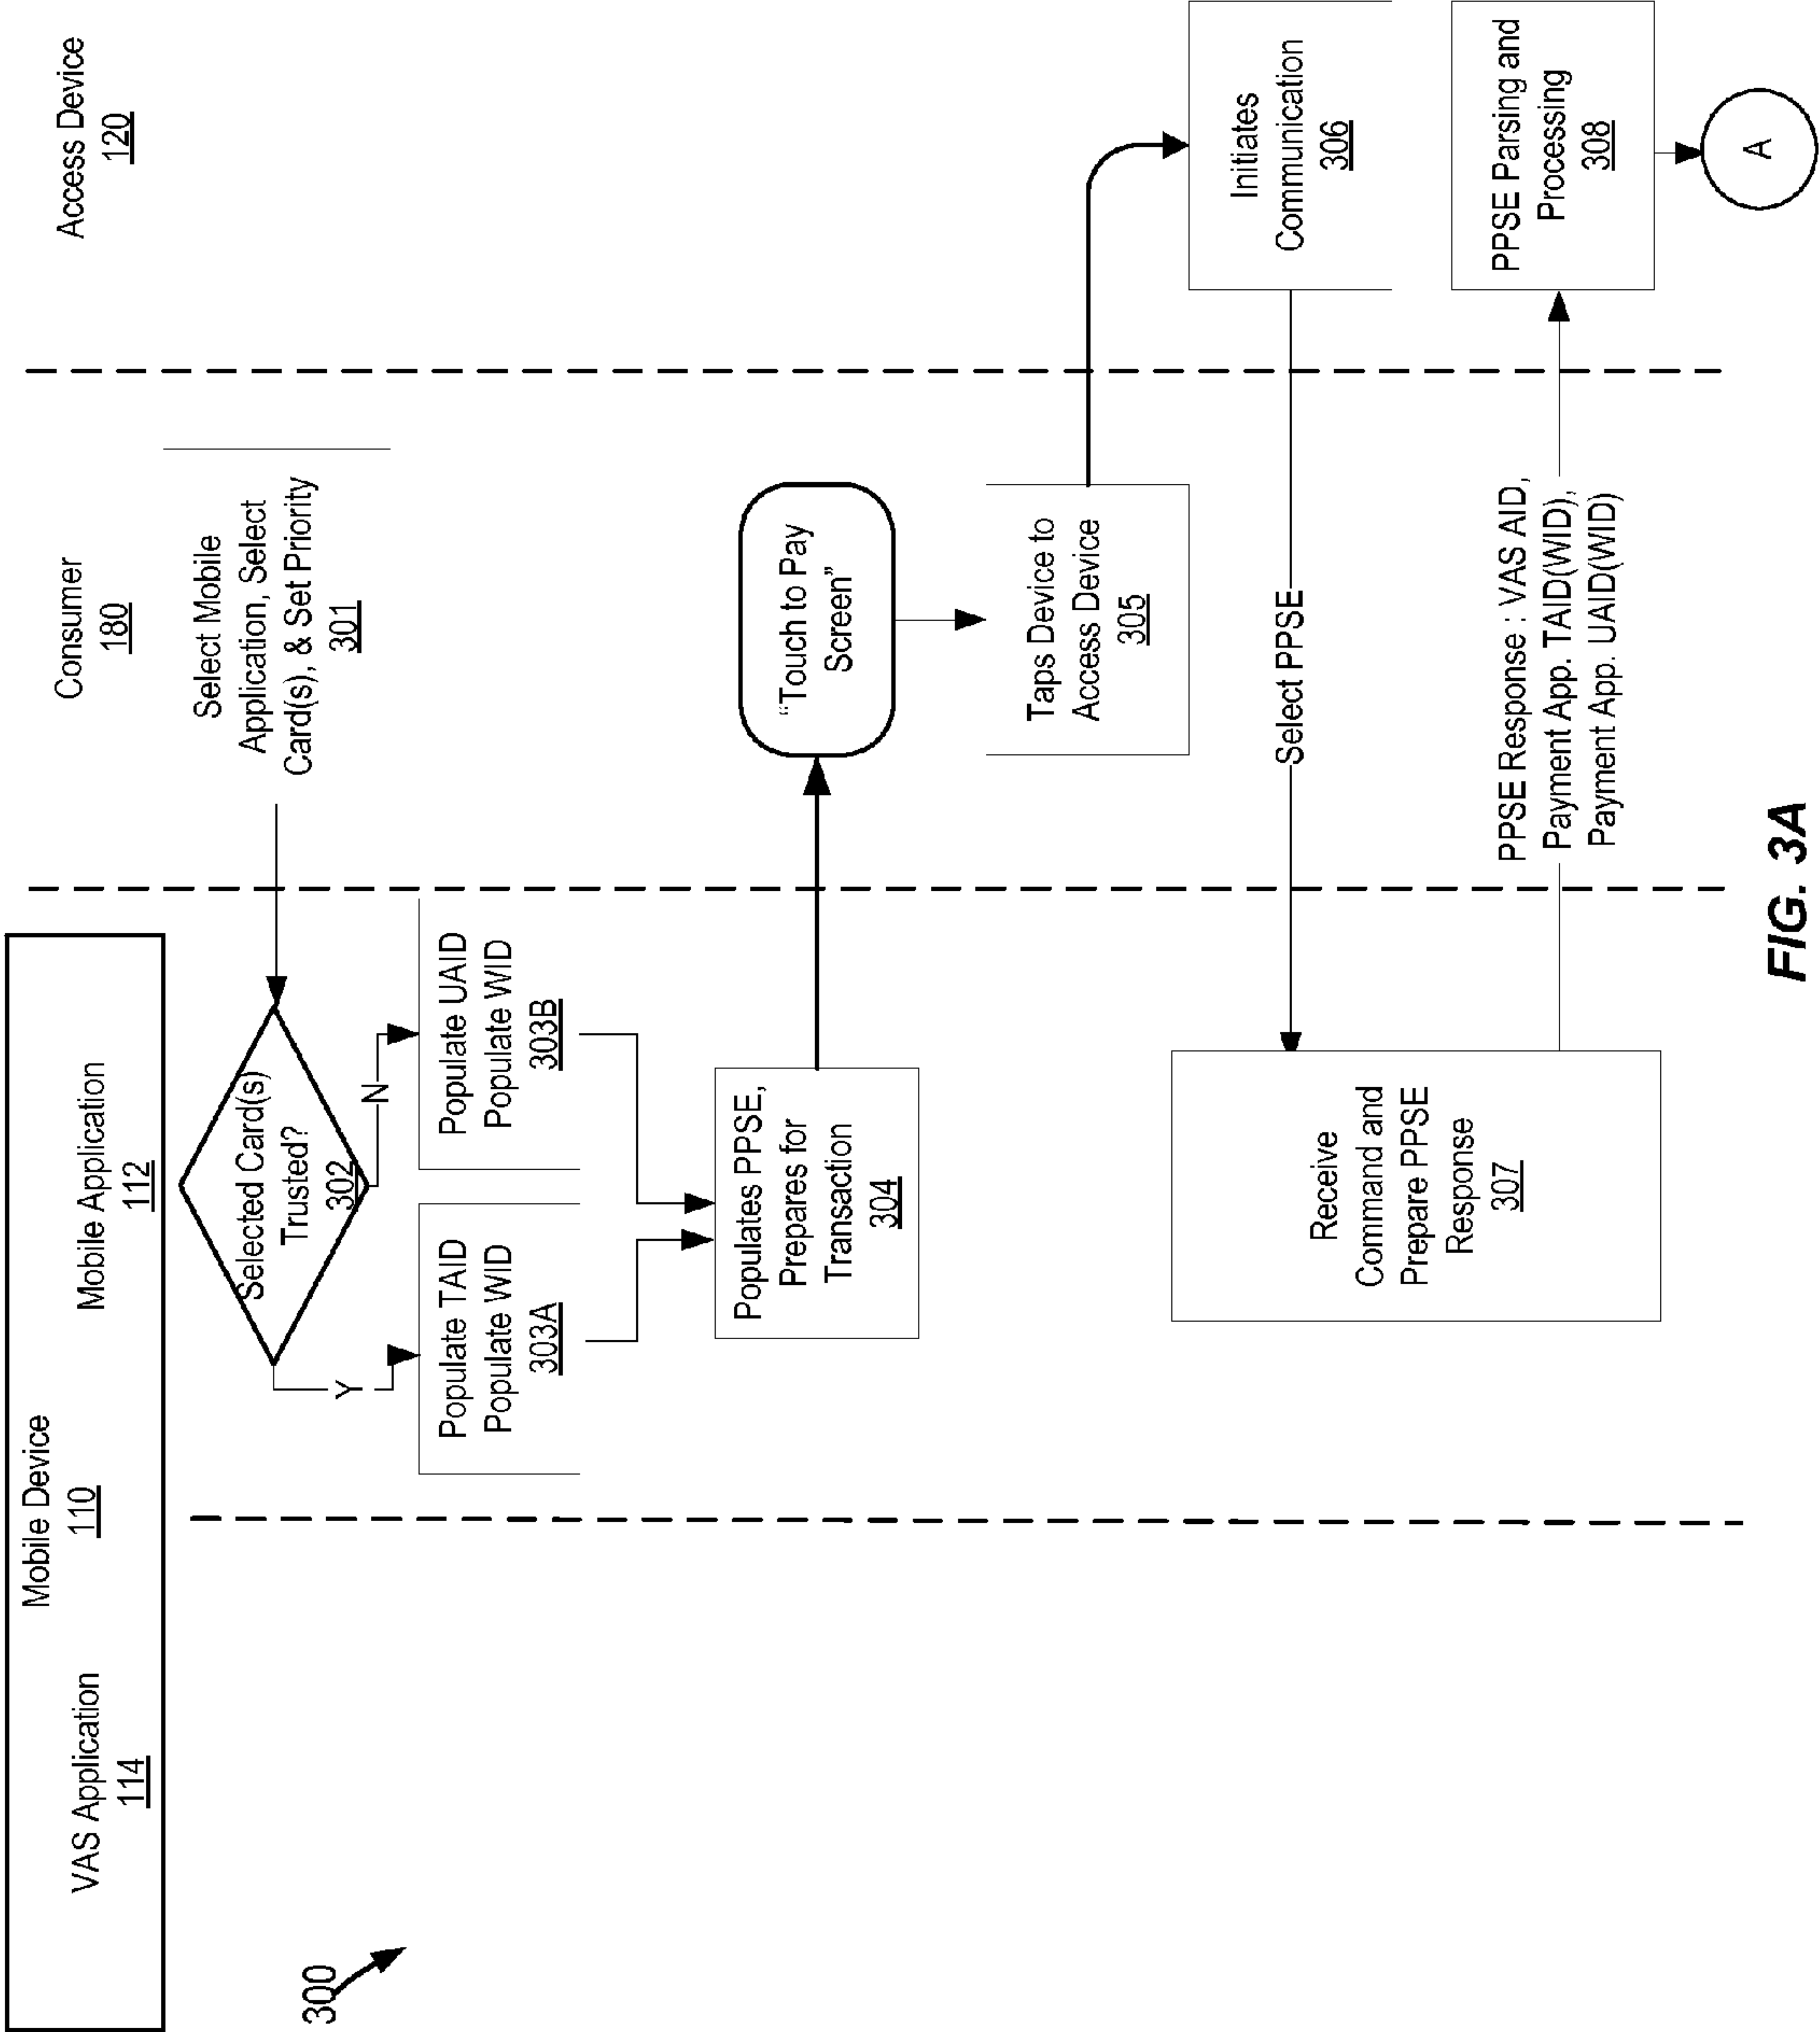 Mobile Device
110
VAS Application
114
Mobile Application
112
Consumer
180
Access Device
120
300
Select Mobile
Application, Select
Card(s), & Set Priority
301
Selected Card(s)
Trusted?
302
Y
N
Populate TAID
Populate WID
303A
Populate UAID
Populate WID
303B
Populates PPSE,
Prepares for
Transaction
304
“Touch to Pay
Screen”
Taps Device to
Access Device
305
Initiates
Communication
306
Select PPSE
Receive
Command and
Prepare PPSE
Response
307
PPSE Response : VAS AID,
Payment App. TAID(WID),
Payment App. UAID(WID)
PPSE Parsing and
Processing
308
A
FIG. 3A